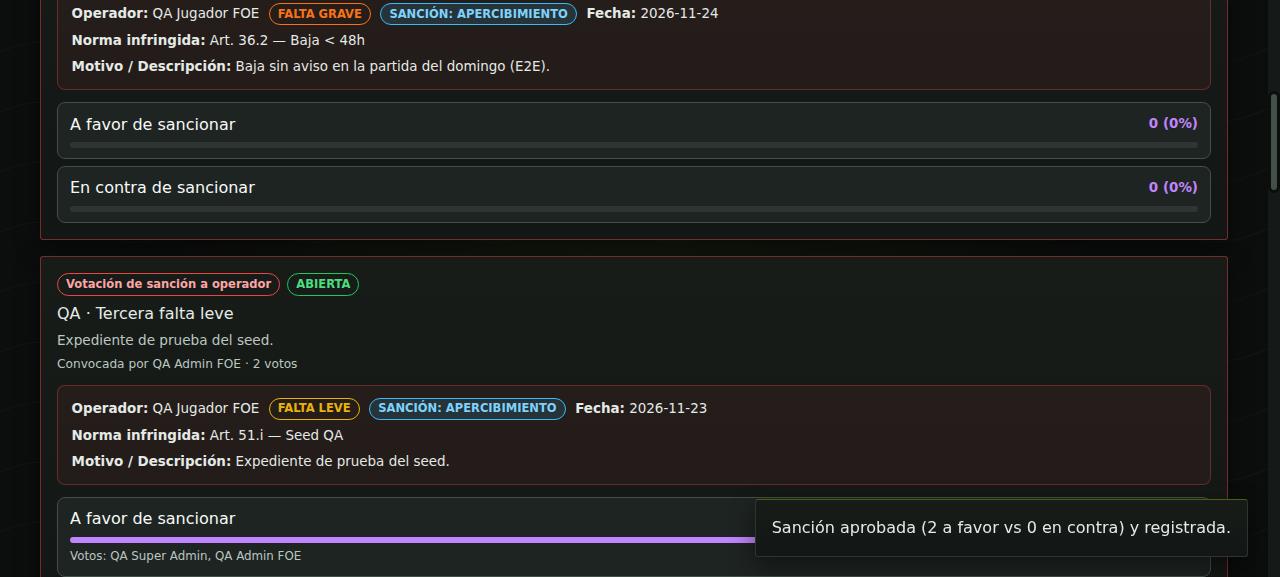 Operador: QA Jugador FOE FALTA GRAVE SANCIÓN: APERCIBIMIENTO Fecha: 2026-11-24
Norma infringida: Art. 36.2 — Baja < 48h
Motivo / Descripción: Baja sin aviso en la partida del domingo (E2E).
A favor de sancionar 0 (0%)
En contra de sancionar 0 (0%)
Votación de sanción a operador ABIERTA
QA · Tercera falta leve
Expediente de prueba del seed.
Convocada por QA Admin FOE · 2 votos
Operador: QA Jugador FOE FALTA LEVE SANCIÓN: APERCIBIMIENTO Fecha: 2026-11-23
Norma infringida: Art. 51.i — Seed QA
Motivo / Descripción: Expediente de prueba del seed.
A favor de sancionar
Sanción aprobada (2 a favor vs 0 en contra) y registrada.
Votos: QA Super Admin, QA Admin FOE